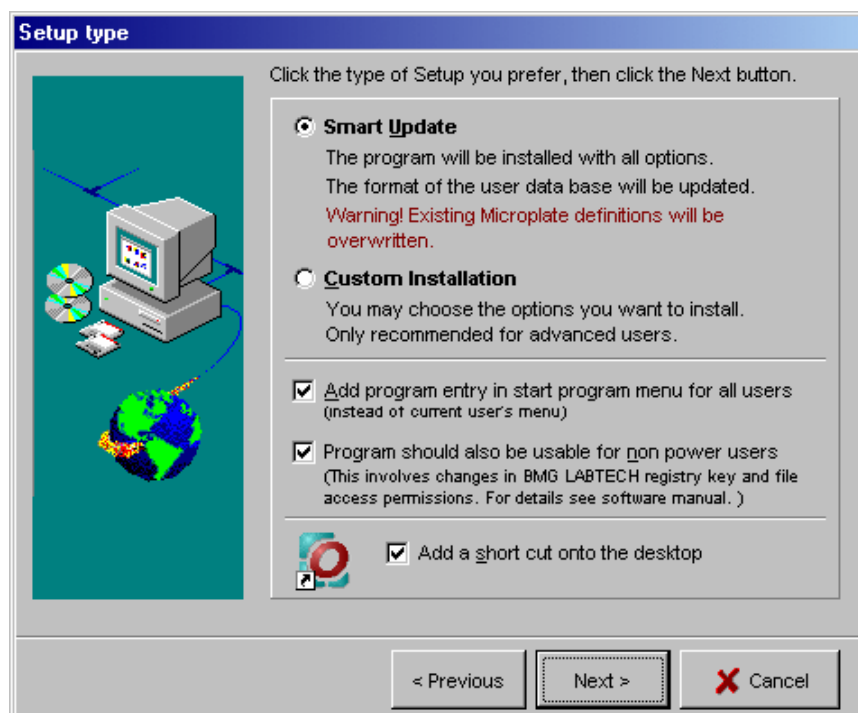 Setup type
Click the type of Setup you prefer, then click the Next button.
Smart Update
The program will be installed with all options.
The format of the user data base will be updated.
Warning! Existing Microplate definitions will be
overwritten.
Custom Installation
You may choose the options you want to install.
Only recommended for advanced users.
Add program entry in start program menu for all users
(instead of current user's menu)
Program should also be usable for non power users
(This involves changes in BMG LABTECH registry key and file
access permissions. For details see software manual. )
Add a short cut onto the desktop
< Previous
Next >
Cancel